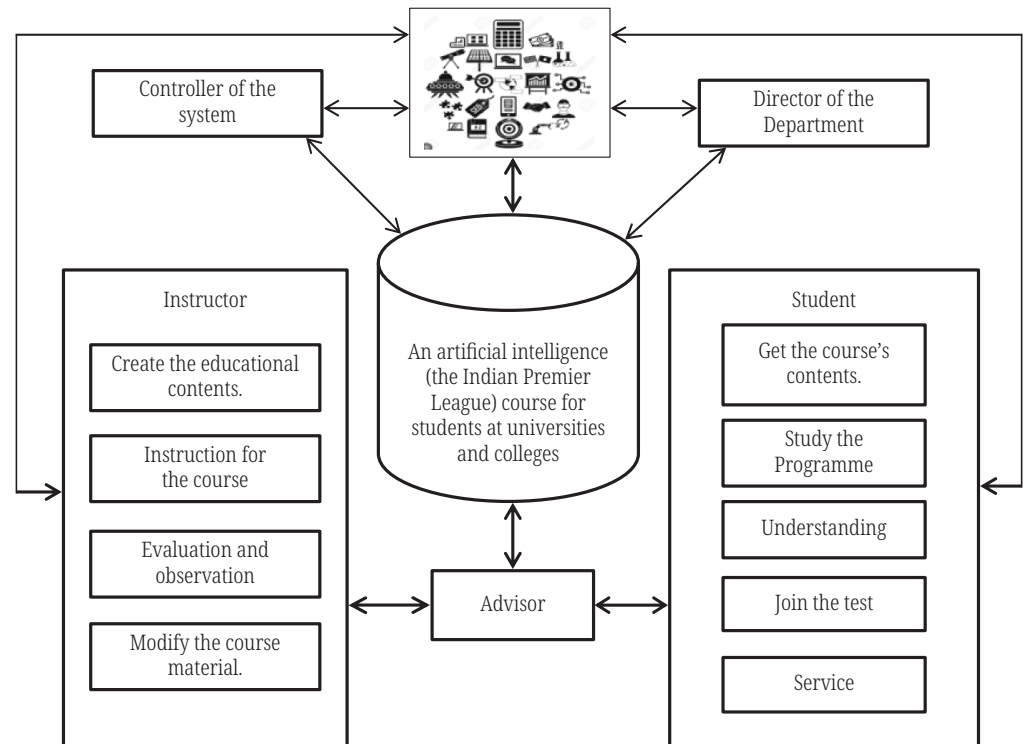 Controller of the
system
Director of the
Department
Instructor
Create the educational
contents.
Instruction for
the course
Evaluation and
observation
Modify the course
material.
An artificial intelligence
(the Indian Premier
League) course for
students at universities
and colleges
Advisor
Student
Get the course’s
contents.
Study the
Programme
Understanding
Join the test
Service